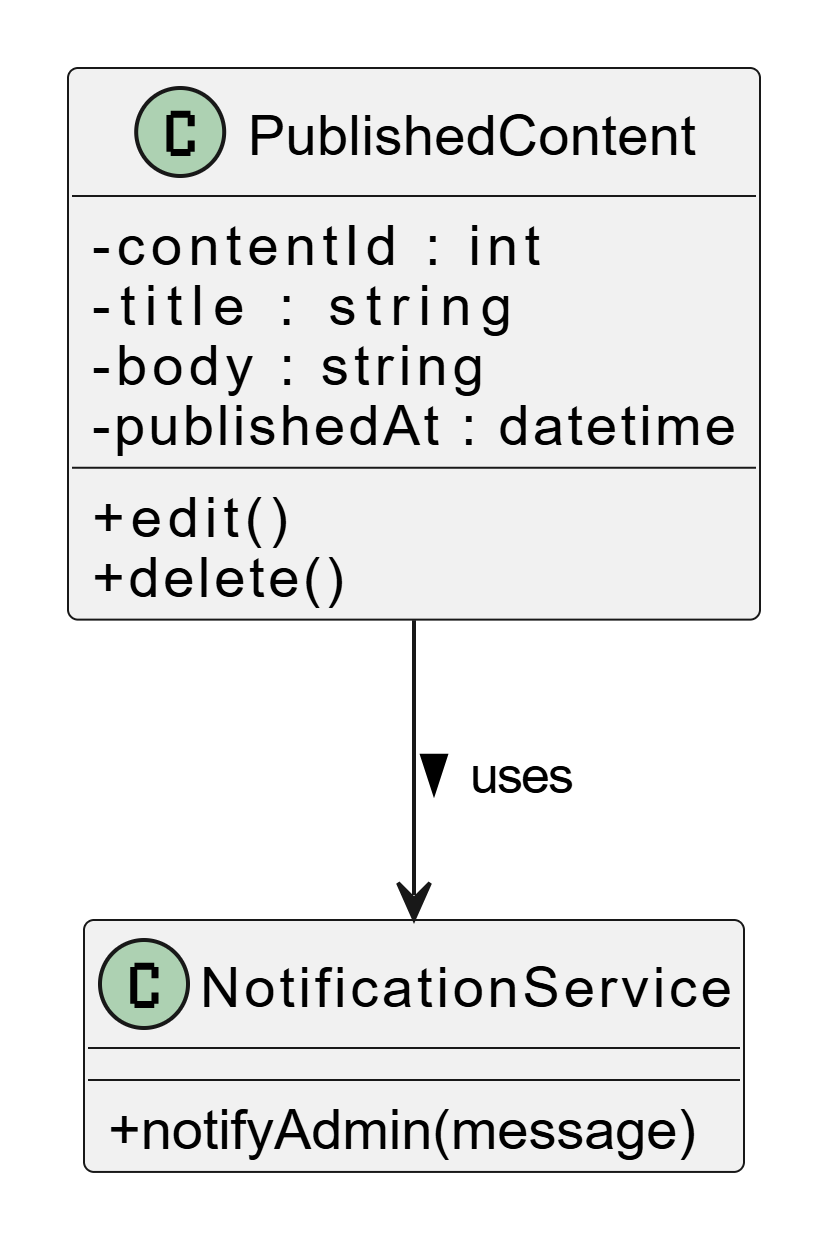 C PublishedContent
-contentId : int
-title : string
-body : string
-publishedAt : datetime
+edit()
+delete()
uses
C NotificationService
+notifyAdmin(message)